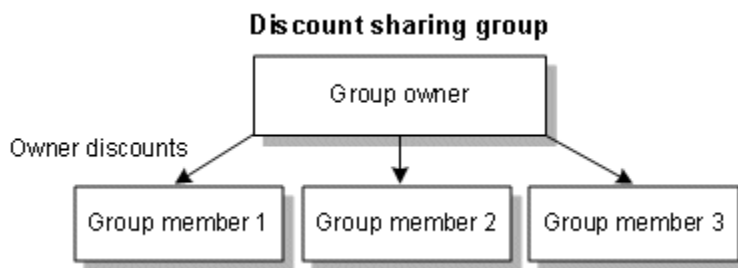 Discount sharing group
Group owner
Owner discounts
Group member 1
Group member 2
Group member 3